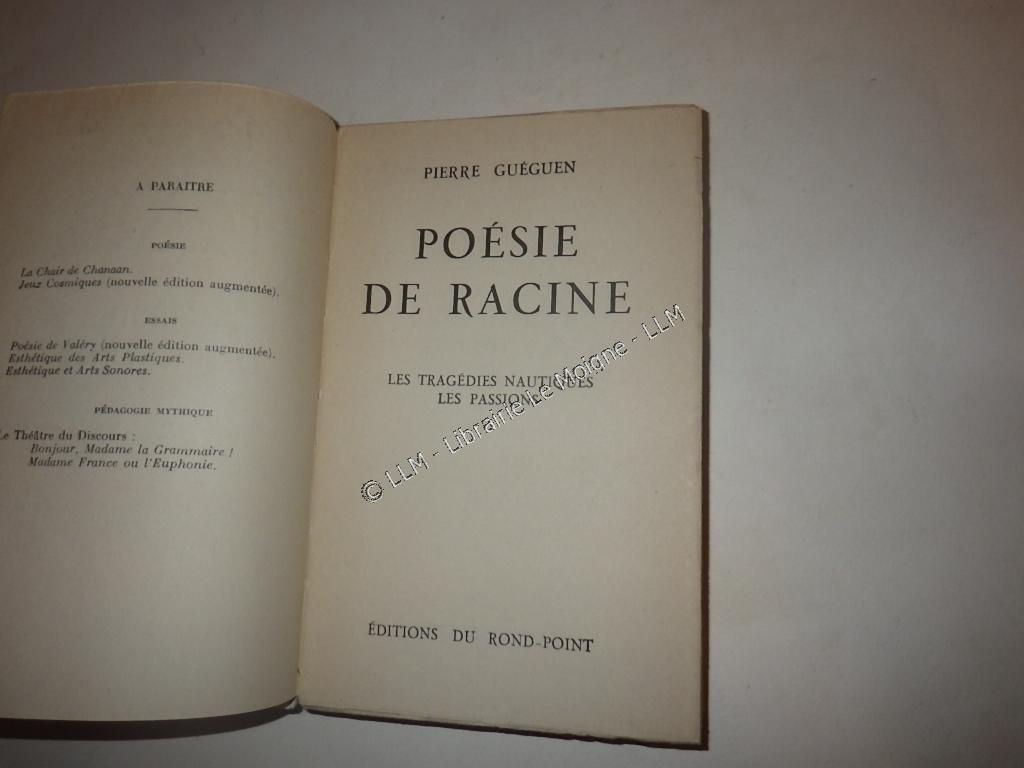 A PARAITRE
POÉSIE
La Chair de Chanaan.
Jeux Cosmiques (nouvelle édition augmentée).
ESSAIS
Poésie de Valéry (nouvelle édition augmentée).
Esthétique des Arts Plastiques.
Esthétique et Arts Sonores.
PÉDAGOGIE MYTHIQUE
Le Théâtre du Discours :
Bonjour, Madame la Grammaire !
Madame France ou l'Euphonie.
PIERRE GUÉGUEN
POÉSIE
DE RACINE
LES TRAGÉDIES NAUTIQUES
LES PASSIONS
ÉDITIONS DU ROND-POINT
© LLM - Librairie Le Moigne - LLM